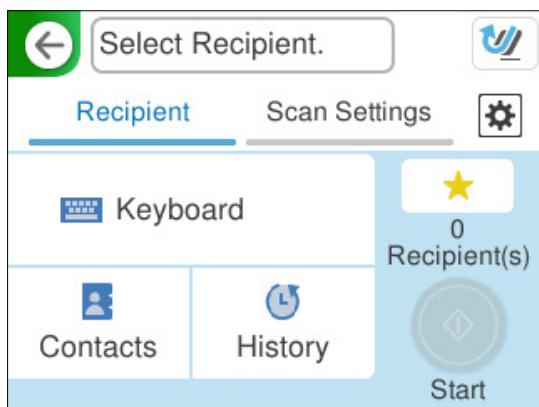 Select Recipient.
Recipient
Scan Settings
Keyboard
0
Recipient(s)
Contacts
History
Start